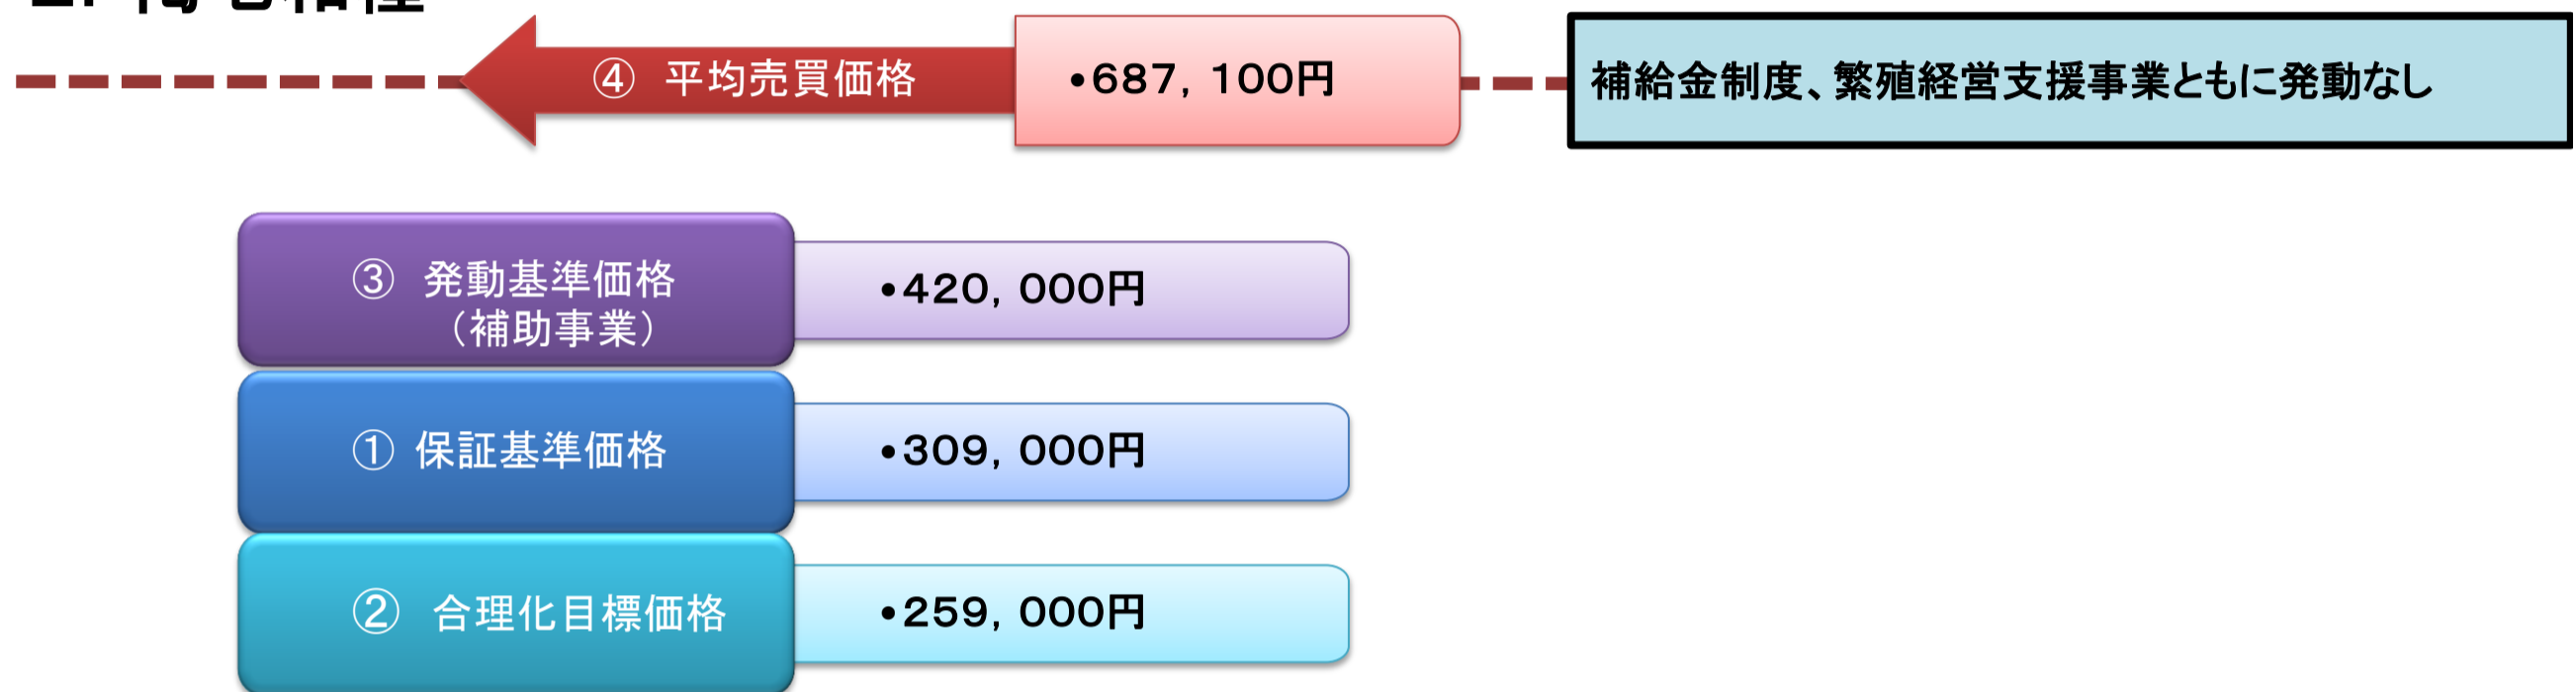 ④ 平均売買価格
•687，100円
補給金制度、繁殖経営支援事業ともに発動なし
③ 発動基準価格
（補助事業）
•420，000円
① 保証基準価格
•309，000円
② 合理化目標価格
•259，000円